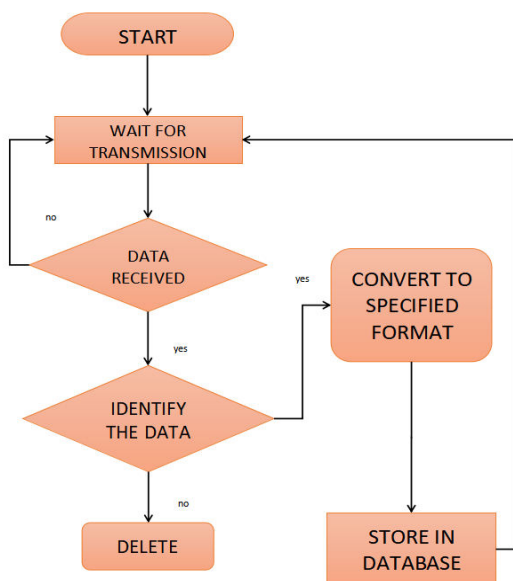 START
WAIT FOR
TRANSMISSION
no
DATA
RECEIVED
yes
yes
CONVERT TO
SPECIFIED
FORMAT
IDENTIFY
THE DATA
no
DELETE
STORE IN
DATABASE